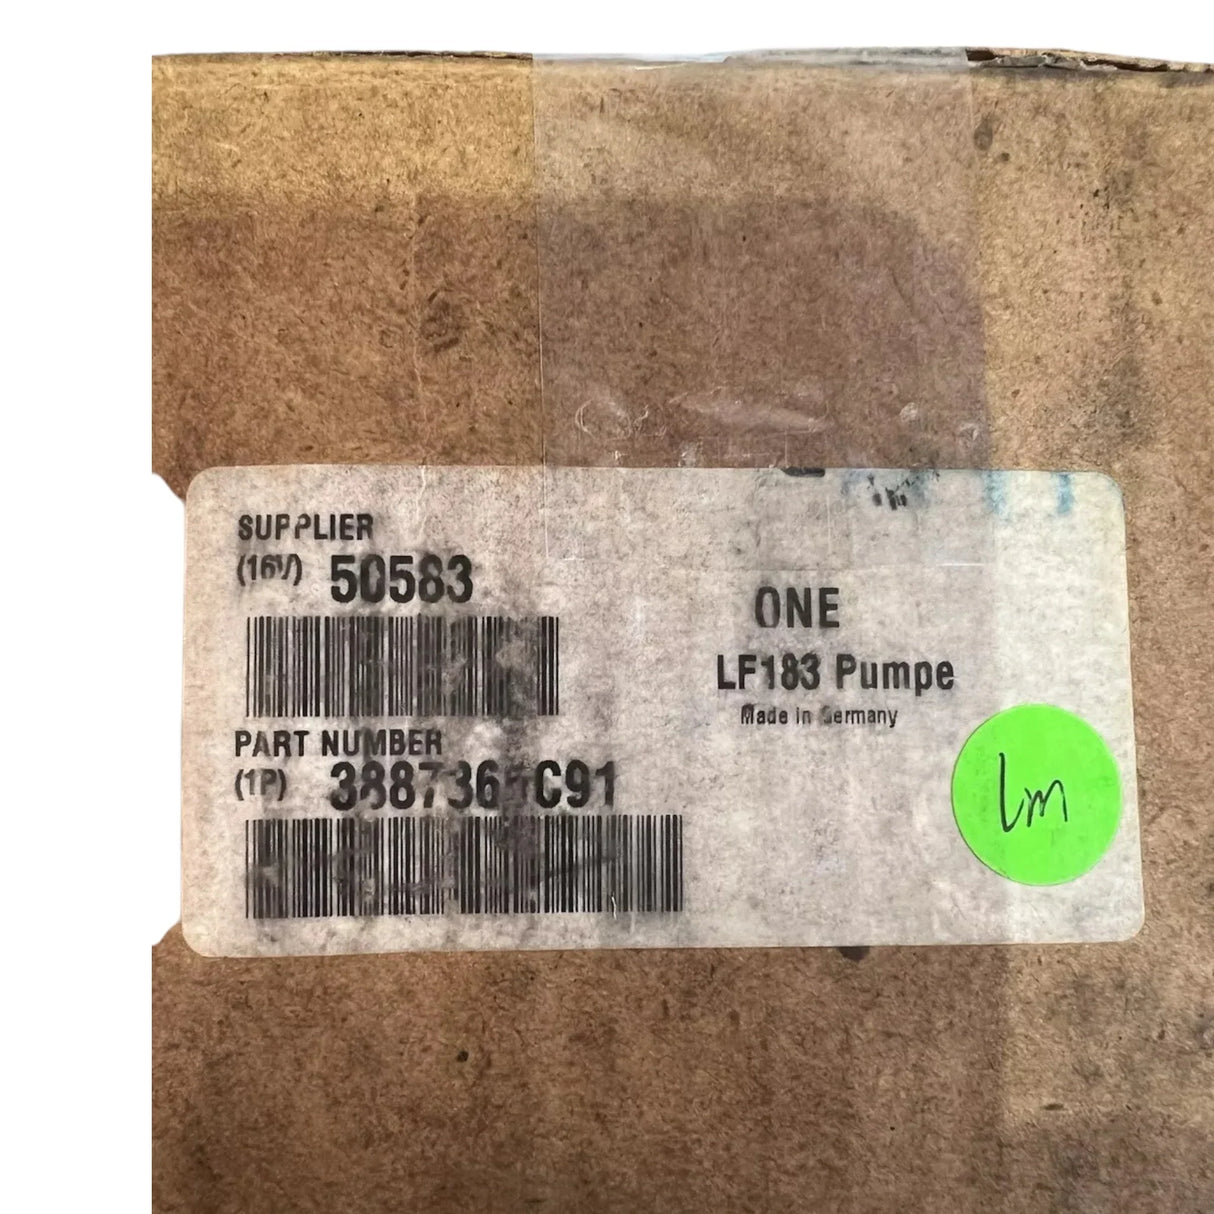 SUPPLIER
(16V) 50583
ONE
LF183 Pumpe
Made in Germany
PART NUMBER
(1P)
Lm